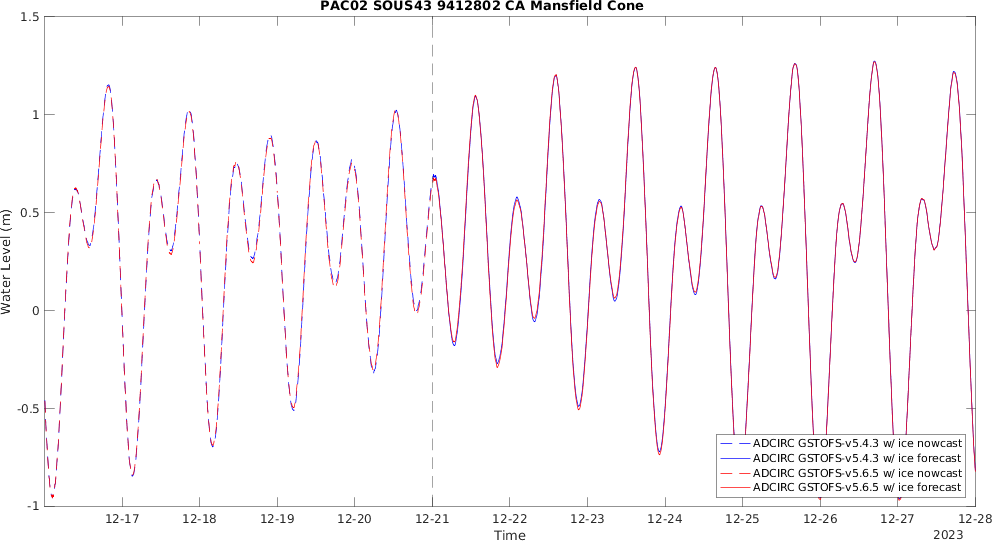 PAC02 SOUS43 9412802 CA Mansfield Cone
Water Level (m)
1.5
1
0.5
0
-0.5
-1
12-17 12-18 12-19 12-20 12-21 12-22 12-23 12-24 12-25 12-26 12-27 12-28
Time
2023
ADCIRC GSTOFS-v5.4.3 w/ ice nowcast
ADCIRC GSTOFS-v5.4.3 w/ ice forecast
ADCIRC GSTOFS-v5.6.5 w/ ice nowcast
ADCIRC GSTOFS-v5.6.5 w/ ice forecast